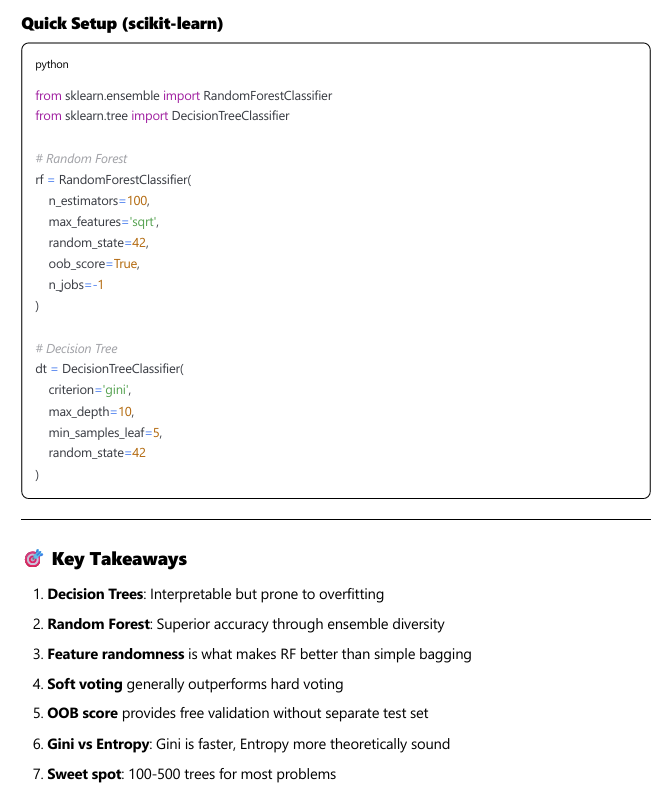 Quick Setup (scikit-learn)
python
from sklearn.ensemble import RandomForestClassifier
from sklearn.tree import DecisionTreeClassifier
# Random Forest
rf = RandomForestClassifier(
    n_estimators=100,
    max_features='sqrt',
    random_state=42,
    oob_score=True,
    n_jobs=-1
)
# Decision Tree
dt = DecisionTreeClassifier(
    criterion='gini',
    max_depth=10,
    min_samples_leaf=5,
    random_state=42
)
🎯 Key Takeaways
1. Decision Trees: Interpretable but prone to overfitting
2. Random Forest: Superior accuracy through ensemble diversity
3. Feature randomness is what makes RF better than simple bagging
4. Soft voting generally outperforms hard voting
5. OOB score provides free validation without separate test set
6. Gini vs Entropy: Gini is faster, Entropy more theoretically sound
7. Sweet spot: 100-500 trees for most problems